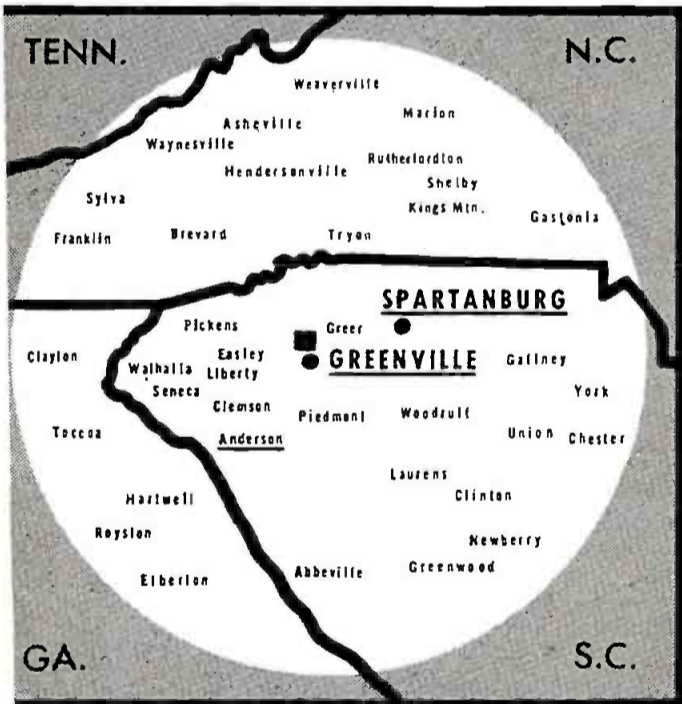 TENN.
N.C.
Weaverville
Marion
Asheville
Waynesville
Rutherfordton
Hendersonville
Shelby
Sylva
Kings Mtn.
Gastonia
Franklin
Brevard
Tryon
SPARTANBURG
Pickens
Greer
Clayton
Easley
GREENVILLE
Gaffney
Walhalla
Liberty
Seneca
York
Clemson
Piedmont
Woodruff
Toccoa
Anderson
Union
Chester
Laurens
Hartwell
Clinton
Royston
Newberry
Elberton
Abbeville
Greenwood
GA.
S.C.